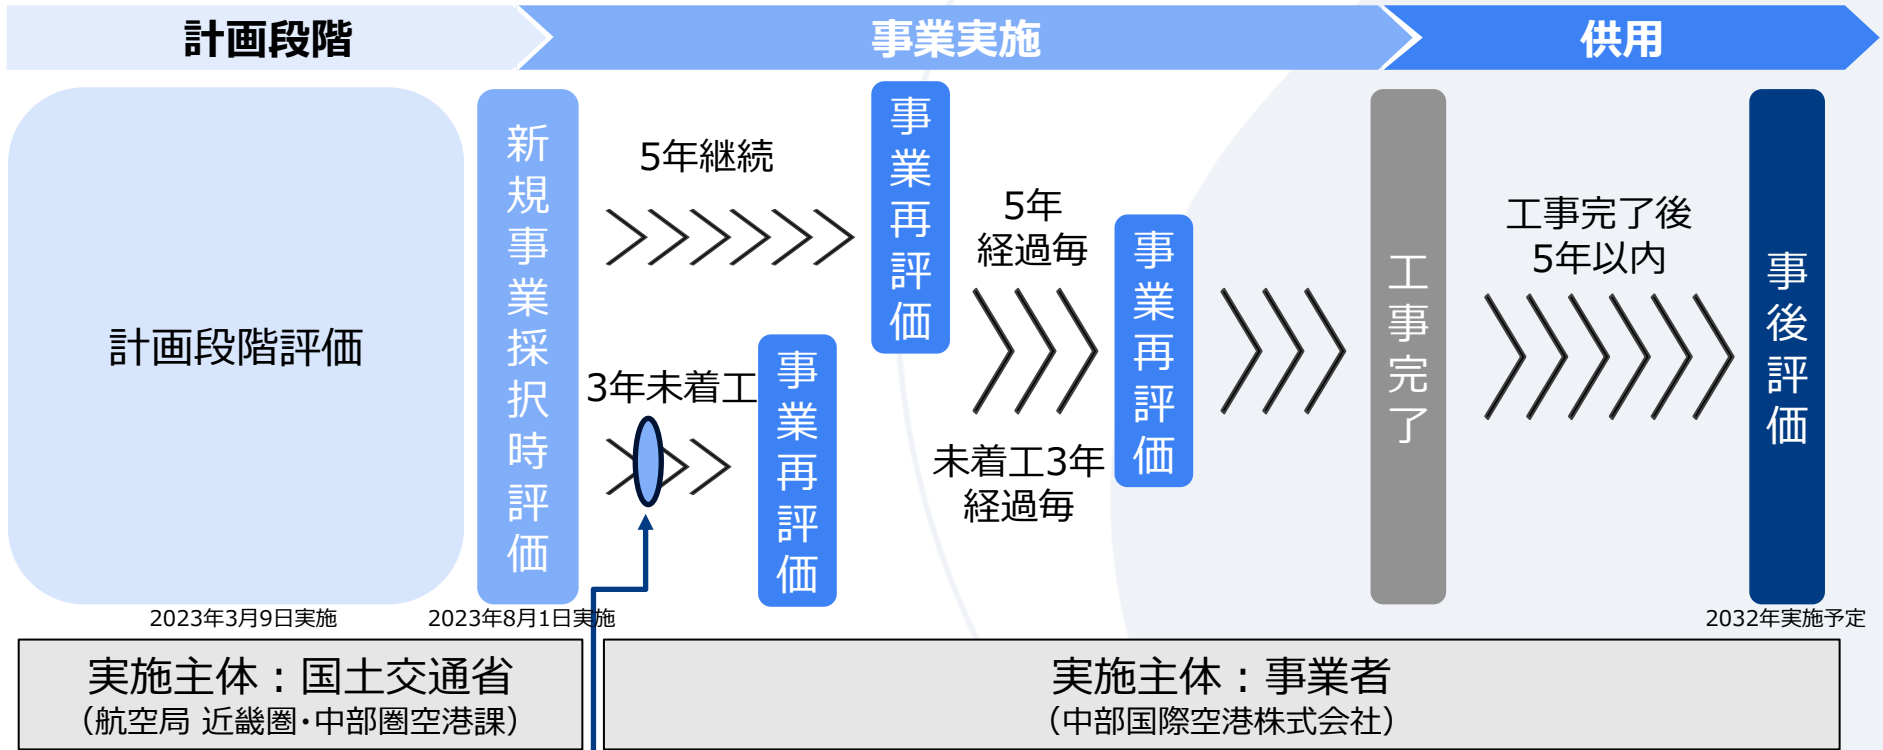 計画段階
事業実施
供用
計画段階評価
新規事業採択時評価
5年継続
事業再評価
3年未着工
事業再評価
5年
経過毎
未着工3年
経過毎
事業再評価
工事完了
工事完了後
5年以内
事後評価
2023年3月9日実施
2023年8月1日実施
2032年実施予定
実施主体：国土交通省
（航空局 近畿圏・中部圏空港課）
実施主体：事業者
（中部国際空港株式会社）